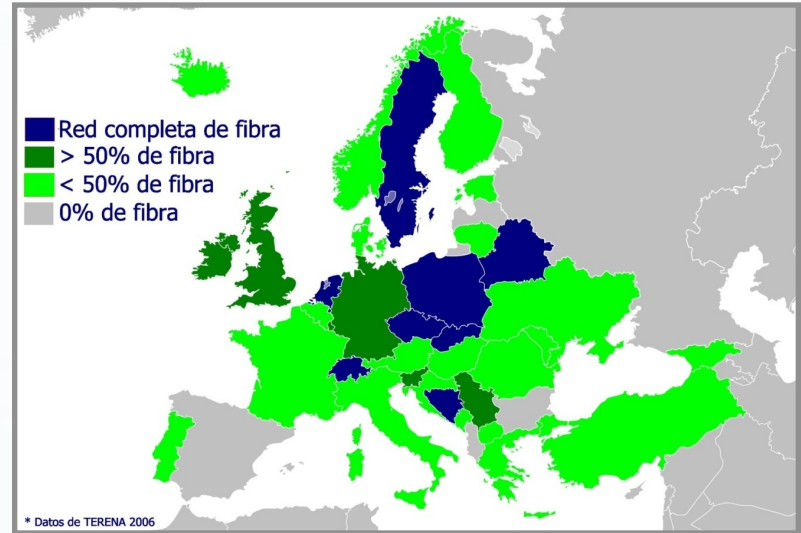 Red completa de fibra
> 50% de fibra
< 50% de fibra
0% de fibra
* Datos de TERENA 2006